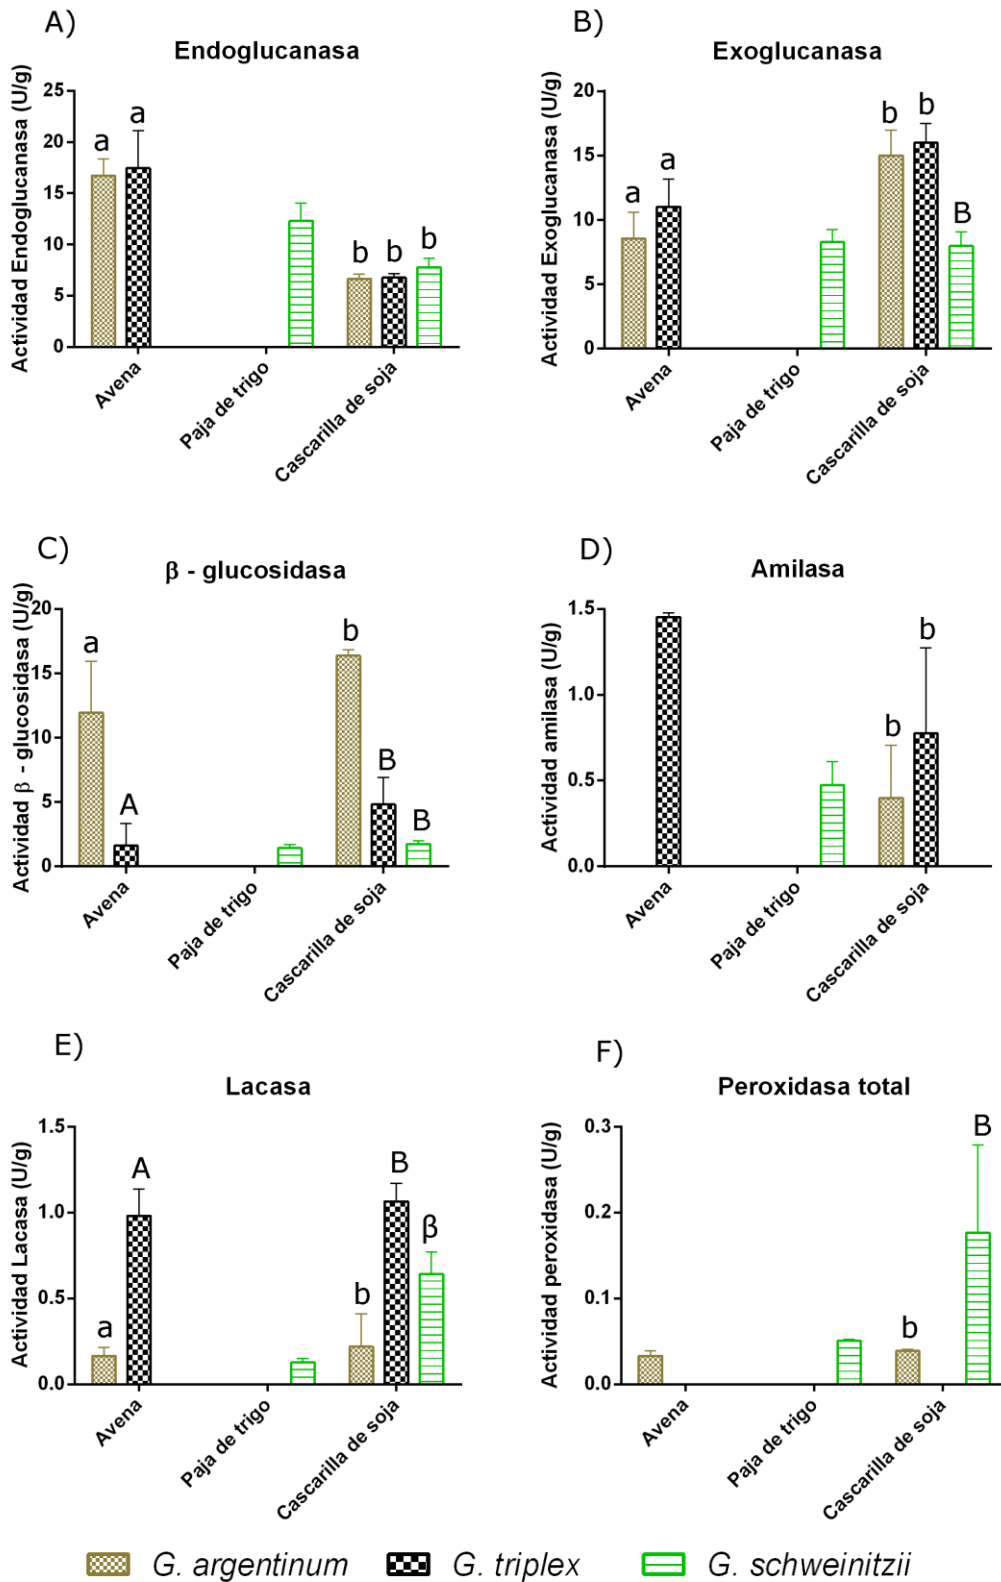 A)
Endoglucanasa
Actividad Endoglucanasa (U/g)
25
20
15
10
5
0
a
a
b
b
b
Avena
Paja de trigo
Cascarilla de soja
B)
Exoglucanasa
Actividad Exoglucanasa (U/g)
20
15
10
5
0
a
a
b
b
B
Avena
Paja de trigo
Cascarilla de soja
C)
β - glucosidasa
Actividad β - glucosidasa (U/g)
20
15
10
5
0
a
A
b
B
B
Avena
Paja de trigo
Cascarilla de soja
D)
Amilasa
Actividad amilasa (U/g)
1.5
1.0
0.5
0.0
b
b
Avena
Paja de trigo
Cascarilla de soja
E)
Lacasa
Actividad Lacasa (U/g)
1.5
1.0
0.5
0.0
a
A
b
B
β
Avena
Paja de trigo
Cascarilla de soja
F)
Peroxidasa total
Actividad peroxidasa (U/g)
0.3
0.2
0.1
0.0
b
B
Avena
Paja de trigo
Cascarilla de soja
G. argentinum G. triplex G. schweinitzii